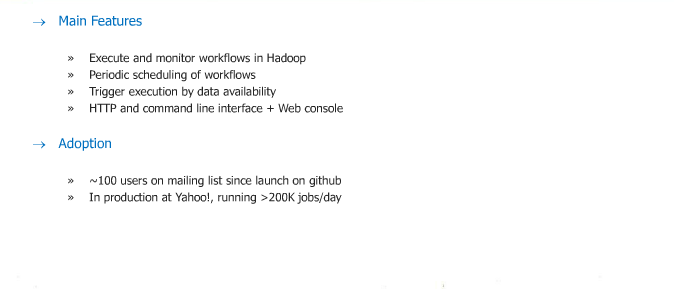 → Main Features
» Execute and monitor workflows in Hadoop
» Periodic scheduling of workflows
» Trigger execution by data availability
» HTTP and command line interface + Web console
→ Adoption
» ~100 users on mailing list since launch on github
» In production at Yahoo!, running >200K jobs/day